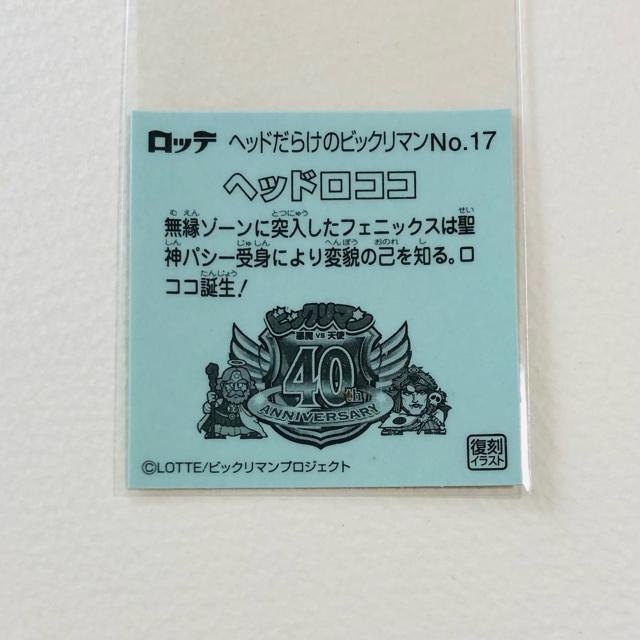 ロッテ ヘッドだらけのビックリマンNo.17
ヘッドロココ
無縁ゾーンに突入したフェニックスは聖
神パシー受身により変貌の己を知る。ロ
ココ誕生!
ビックリマン
悪魔 VS 天使
40th
ANNIVERSARY
©LOTTE/ビックリマンプロジェクト
復刻
イラスト